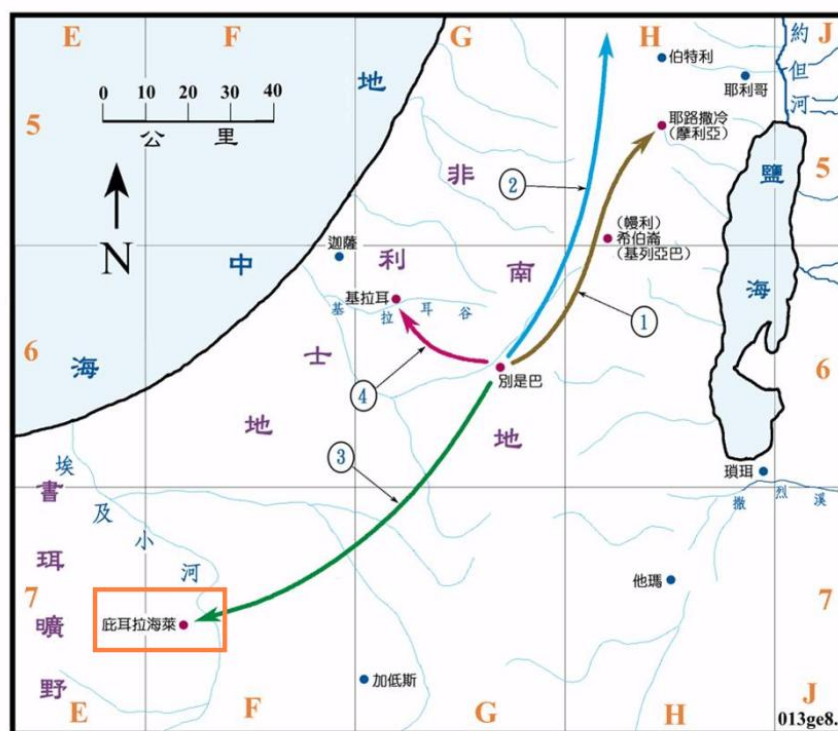 E F G H J
地
中
海
0 10 20 30 40
公 里
N
5
6
7
伯特利
耶利哥
約但河
耶路撒冷
(摩利亞)
5
鹽海
②
非利士地
迦薩
(幔利)
希伯崙
(基列亞巴)
南地
基拉耳
基拉耳谷
①
6
④
別是巴
③
瑣珥
撒烈溪
埃及小河
書珥曠野
庇耳拉海萊
他瑪
7
加低斯
E F G H J
013ge8.